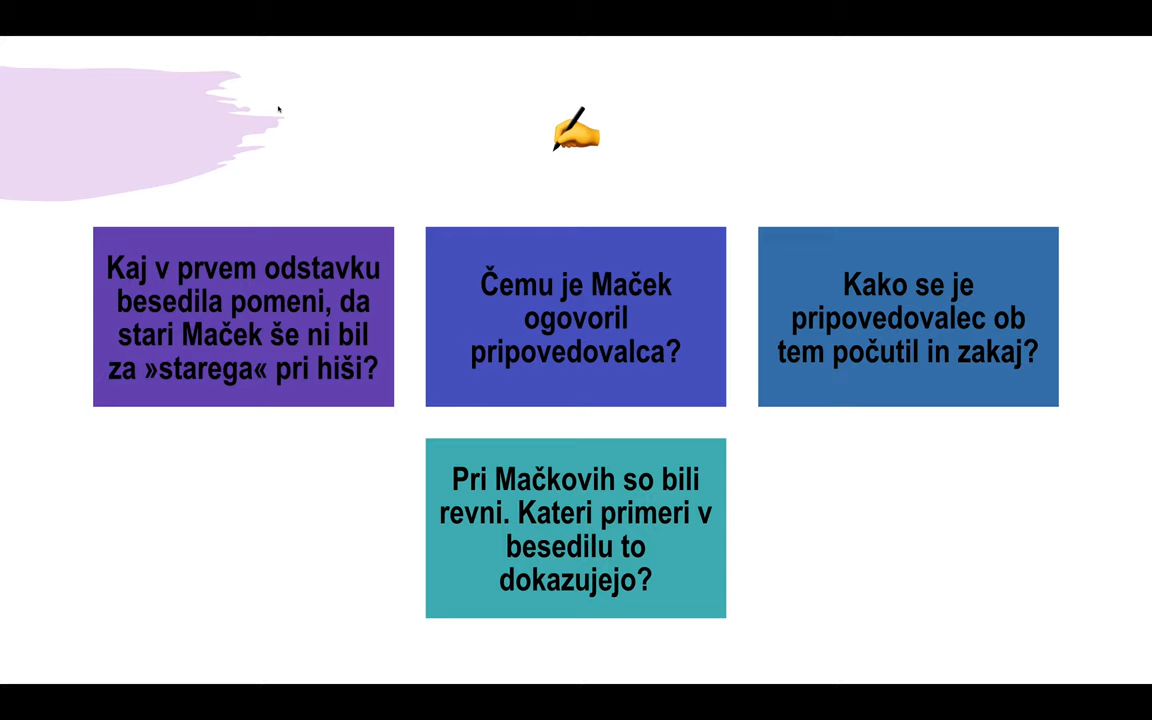 Kaj v prvem odstavku
besedila pomeni, da
stari Maček še ni bil
za »starega« pri hiši?
Čemu je Maček
ogovoril
pripovedovalca?
Kako se je
pripovedovalec ob
tem počutil in zakaj?
Pri Mačkovih so bili
revni. Kateri primeri v
besedilu to
dokazujejo?